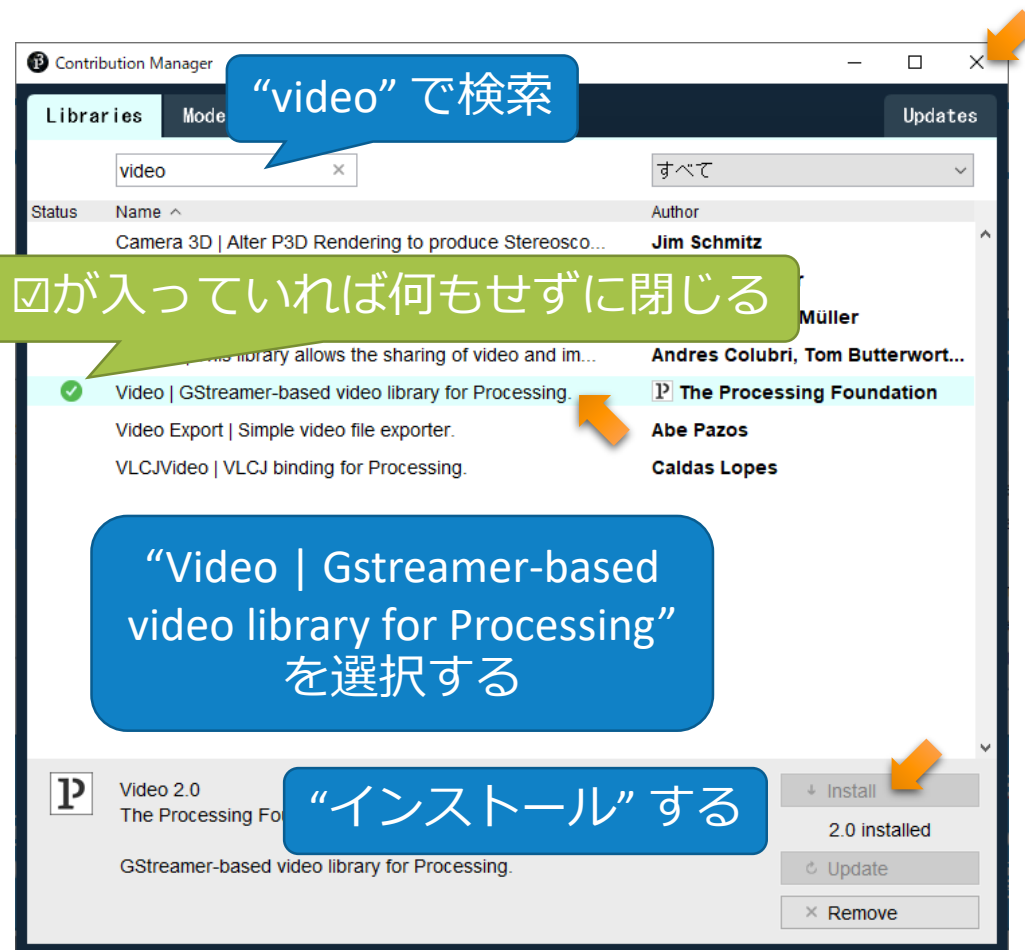 Contribution Manager
“video” で検索
Libraries
Updates
video
すべて
Status Name Author
Camera 3D | Alter P3D Rendering to produce Stereosco... Jim Schmitz
☑が入っていれば何もせずに閉じる
Müller
library allows the sharing of video and im... Andres Colubri, Tom Butterwort...
Video | GStreamer-based video library for Processing. The Processing Foundation
Video Export | Simple video file exporter. Abe Pazos
VLCJVideo | VLCJ binding for Processing. Caldas Lopes
“Video | Gstreamer-based
video library for Processing”
を選択する
Video 2.0
The Processing
“インストール” する
Install
2.0 installed
GStreamer-based video library for Processing.
Update
Remove